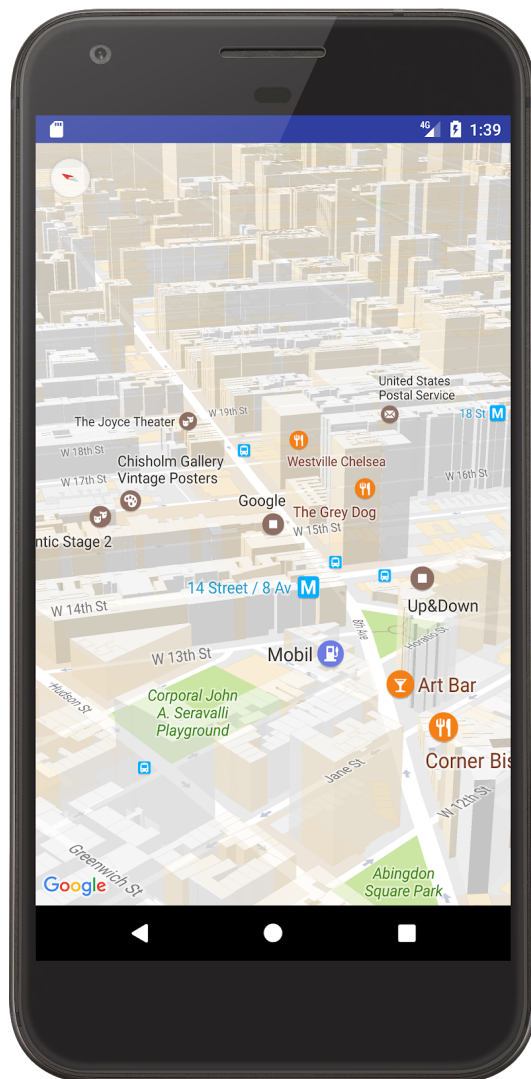 4G 1:39
United States
Postal Service
W 19th St
18 St M
The Joyce Theater
W 18th St
Westville Chelsea
Chisholm Gallery
Vintage Posters
W 16th St
W 17th St
Google
The Grey Dog
W 15th St
ntic Stage 2
14 Street / 8 Av M
W 14th St
Up&Down
8th Ave
Horatio St
W 13th St
Mobil
Art Bar
Hudson St
Corporal John
A. Seravalli
Playground
Corner Bis
Jane St
W 12th St
Greenwich St
Abingdon
Square Park
Google